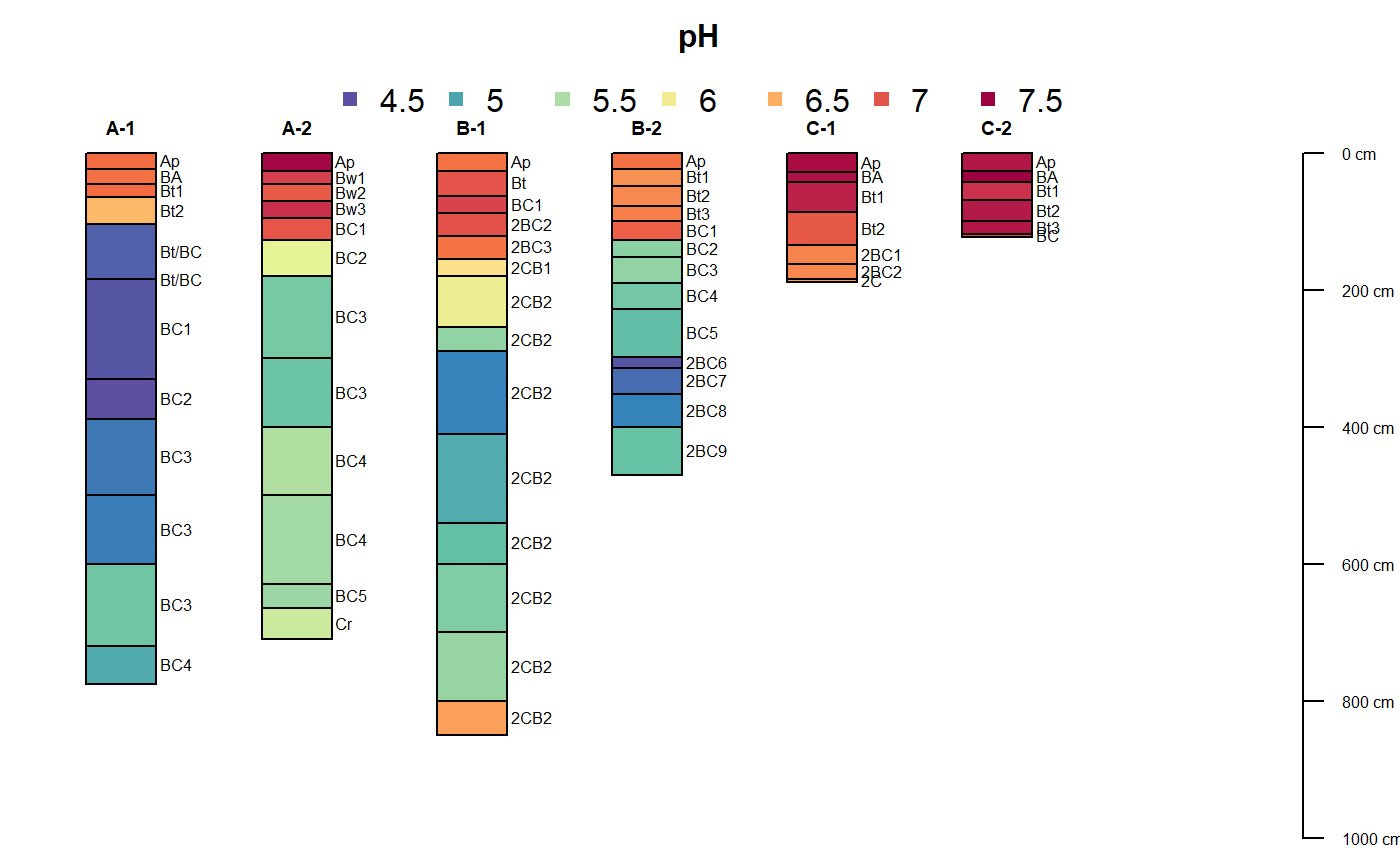 pH
4.5 5 5.5 6 6.5 7 7.5
A-1 A-2 B-1 B-2 C-1 C-2
Ap
BA
Bt1
Bt2
Bt/BC
Bt/BC
BC1
BC2
BC3
BC3
BC3
BC4
Ap
Bw1
Bw2
Bw3
BC1
BC2
BC3
BC3
BC4
BC4
BC5
Cr
Ap
Bt
BC1
2BC2
2BC3
2CB1
2CB2
2CB2
2CB2
2CB2
2CB2
2CB2
2CB2
2CB2
Ap
Bt1
Bt2
Bt3
BC1
BC2
BC3
BC4
BC5
2BC6
2BC7
2BC8
2BC9
Ap
BA
Bt1
Bt2
2BC1
2BC2
2C
Ap
BA
Bt1
Bt2
Bt3
BC
0 cm
200 cm
400 cm
600 cm
800 cm
1000 cm